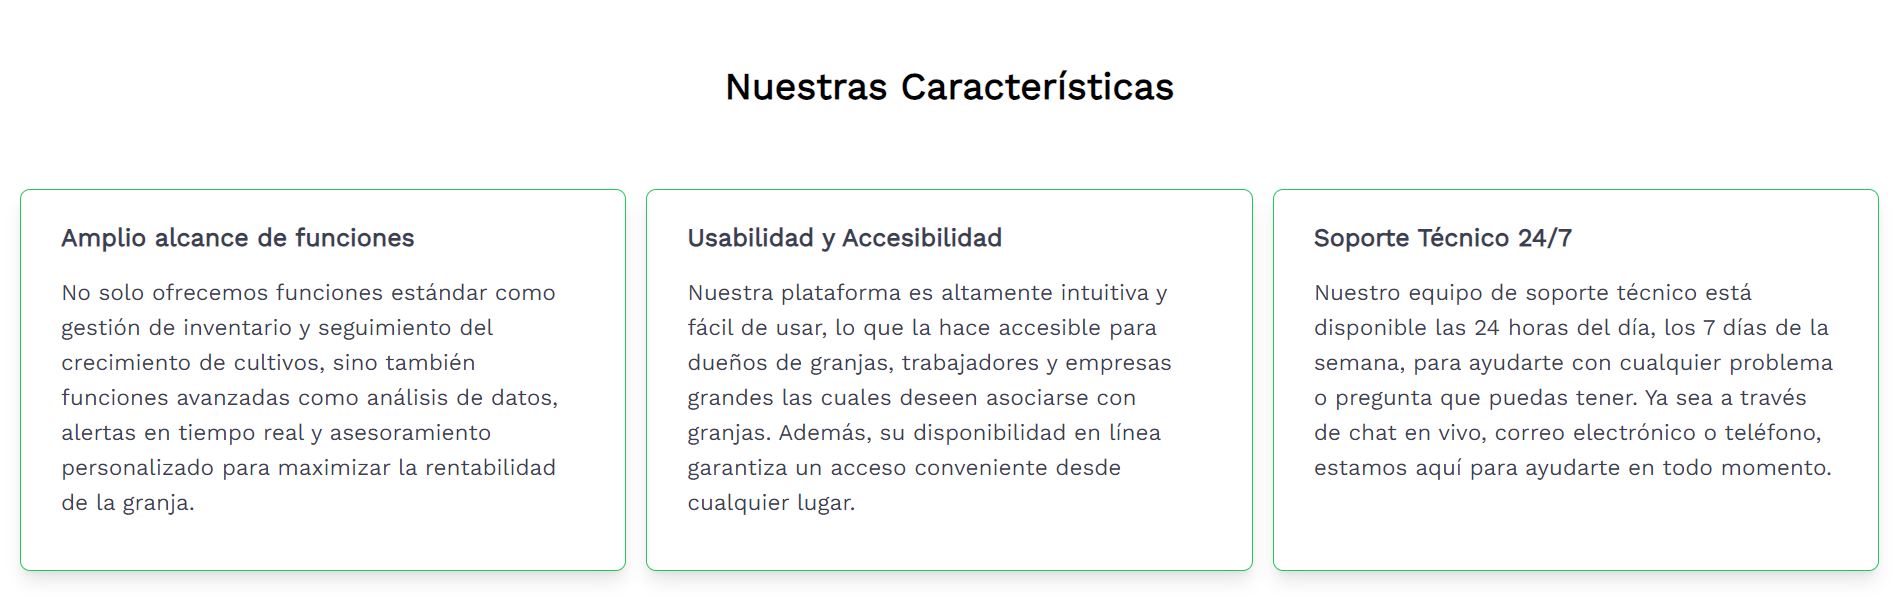 Nuestras Características
Amplio alcance de funciones
No solo ofrecemos funciones estándar como
gestión de inventario y seguimiento del
crecimiento de cultivos, sino también
funciones avanzadas como análisis de datos,
alertas en tiempo real y asesoramiento
personalizado para maximizar la rentabilidad
de la granja.
Usabilidad y Accesibilidad
Nuestra plataforma es altamente intuitiva y
fácil de usar, lo que la hace accesible para
dueños de granjas, trabajadores y empresas
grandes las cuales deseen asociarse con
granjas. Además, su disponibilidad en línea
garantiza un acceso conveniente desde
cualquier lugar.
Soporte Técnico 24/7
Nuestro equipo de soporte técnico está
disponible las 24 horas del día, los 7 días de la
semana, para ayudarte con cualquier problema
o pregunta que puedas tener. Ya sea a través
de chat en vivo, correo electrónico o teléfono,
estamos aquí para ayudarte en todo momento.